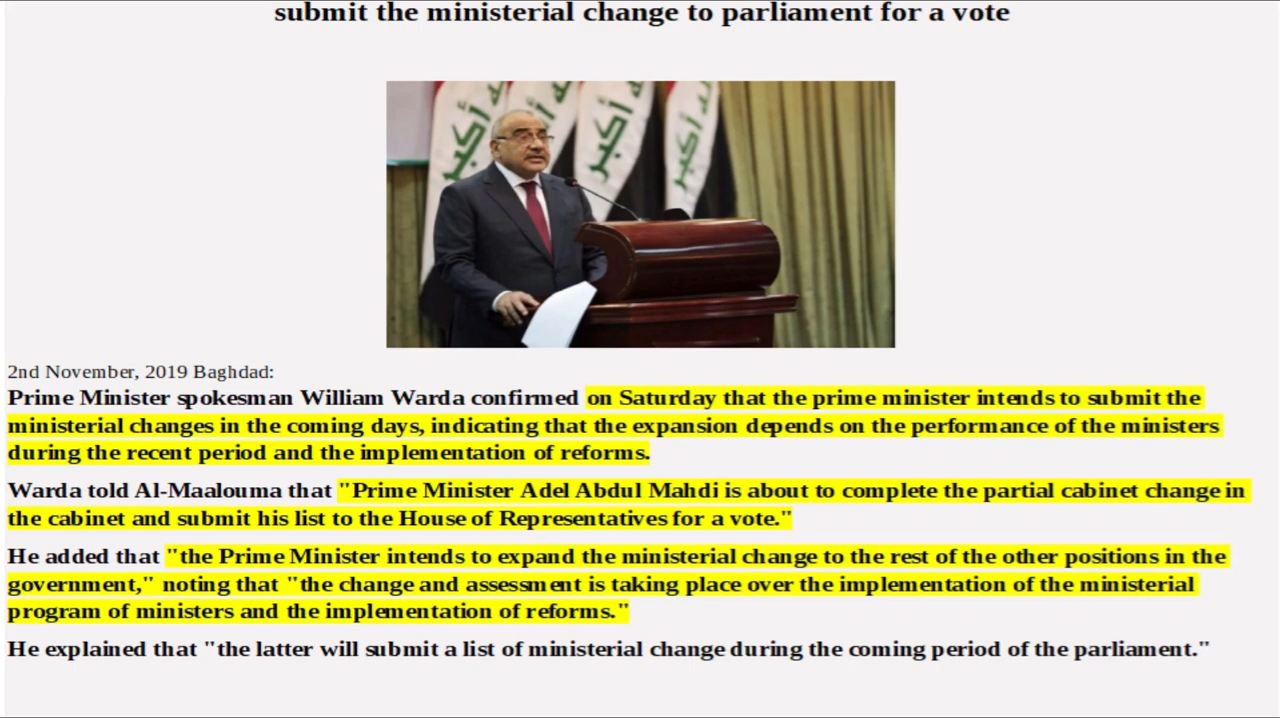 submit the ministerial change to parliament for a vote
أكبر
أكبر
أكبر
2nd November, 2019 Baghdad:
Prime Minister spokesman William Warda confirmed on Saturday that the prime minister intends to submit the
ministerial changes in the coming days, indicating that the expansion depends on the performance of the ministers
during the recent period and the implementation of reforms.
Warda told Al-Maalouma that "Prime Minister Adel Abdul Mahdi is about to complete the partial cabinet change in
the cabinet and submit his list to the House of Representatives for a vote."
He added that "the Prime Minister intends to expand the ministerial change to the rest of the other positions in the
government," noting that "the change and assessment is taking place over the implementation of the ministerial
program of ministers and the implementation of reforms."
He explained that "the latter will submit a list of ministerial change during the coming period of the parliament."